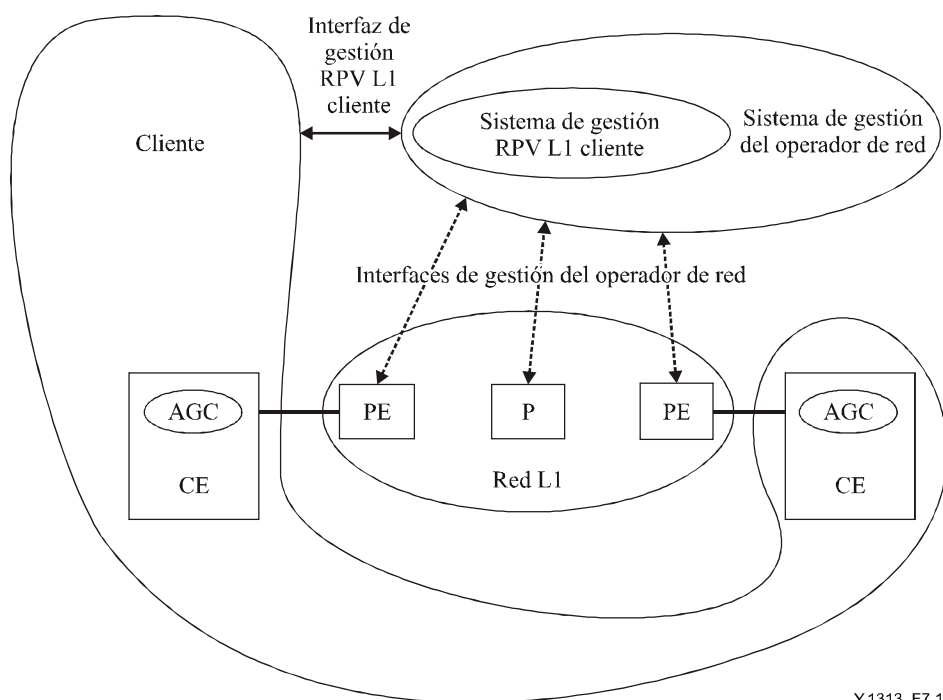 Interfaz de
gestión
RPV L1
cliente
Cliente
Sistema de gestión
RPV L1 cliente
Sistema de gestión
del operador de red
Interfaces de gestión del operador de red
AGC
CE
PE
P
PE
Red L1
AGC
CE
Y.1313_F7.1